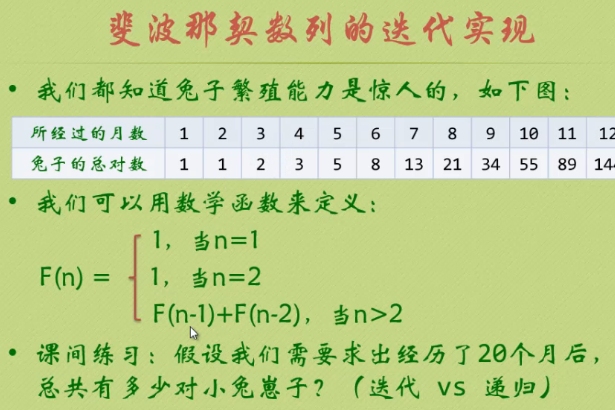 斐波那契数列的迭代实现
• 我们都知道兔子繁殖能力是惊人的，如下图：
所经过的月数 1 2 3 4 5 6 7 8 9 10 11 12
兔子的总对数 1 1 2 3 5 8 13 21 34 55 89 144
• 我们可以用数学函数来定义：
1，当n=1
F(n) = 1，当n=2
F(n-1)+F(n-2)，当n>2
• 课间练习：假设我们需要求出经历了20个月后，
总共有多少对小兔崽子？（迭代 vs 递归）